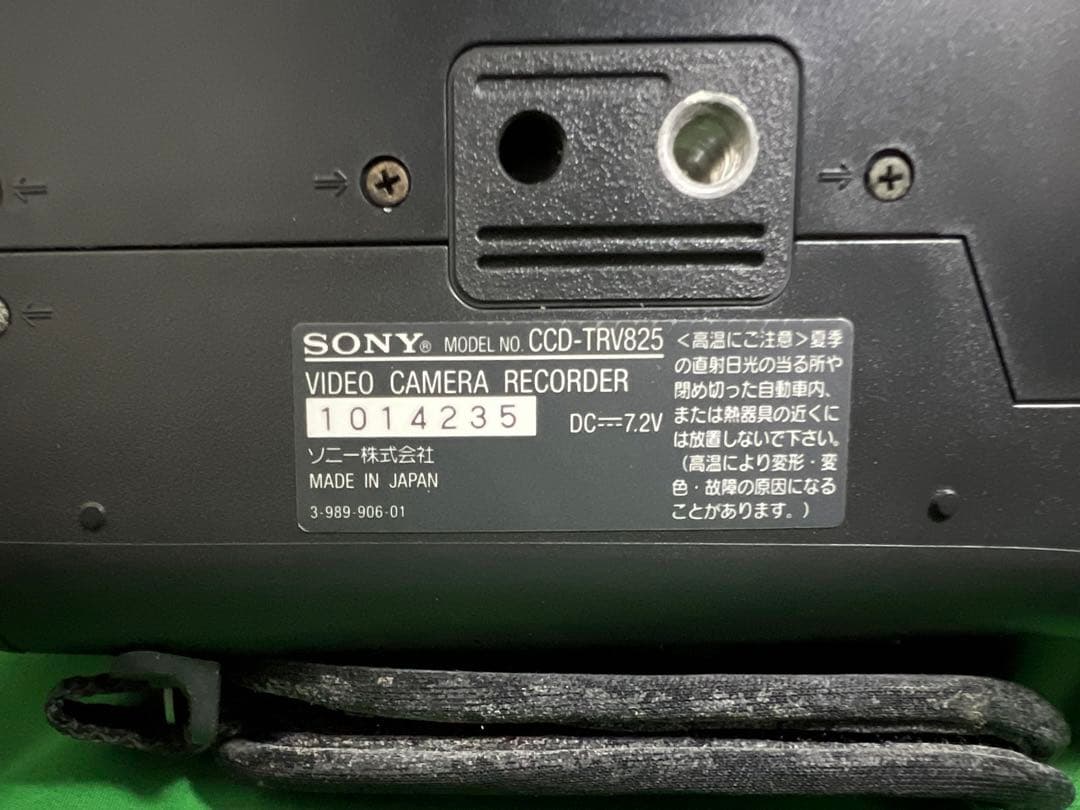 SONY® MODEL NO. CCD-TRV825
VIDEO CAMERA RECORDER
1014235 DC⎓7.2V
ソニー株式会社
MADE IN JAPAN
3-989-906-01
<高温にご注意>夏季
の直射日光の当る所や
閉め切った自動車内、
または熱器具の近くに
は放置しないで下さい。
(高温により変形・変
色・故障の原因になる
ことがあります。)